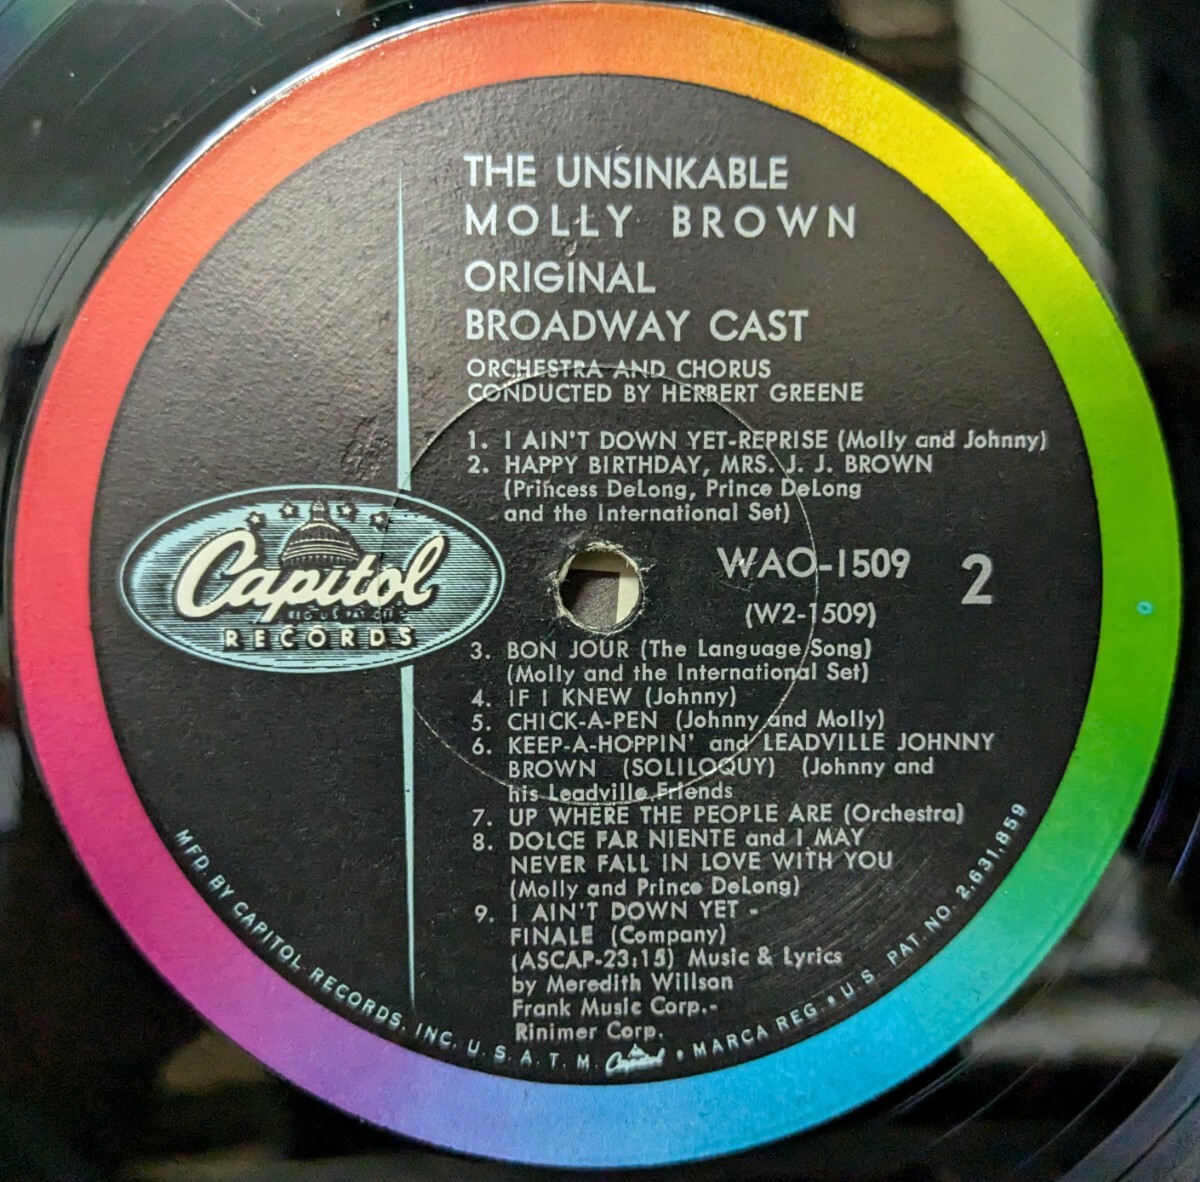 THE UNSINKABLE
MOLLY BROWN
ORIGINAL
BROADWAY CAST
ORCHESTRA AND CHORUS
CONDUCTED BY HERBERT GREENE
1. I AIN'T DOWN YET-REPRISE (Molly and Johnny)
2. HAPPY BIRTHDAY, MRS. J. J. BROWN
(Princess DeLong, Prince DeLong
and the International Set)
Capitol
REG. U.S. PAT. OFF.
RECORDS
WAO-1509 2
(W2-1509)
3. BON JOUR (The Language Song)
(Molly and the International Set)
4. IF I KNEW (Johnny)
5. CHICK-A-PEN (Johnny and Molly)
6. KEEP-A-HOPPIN' and LEADVILLE JOHNNY
BROWN (SOLILOQUY) (Johnny and
his Leadville Friends
7. UP WHERE THE PEOPLE ARE (Orchestra)
8. DOLCE FAR NIENTE and I MAY
NEVER FALL IN LOVE WITH YOU
(Molly and Prince DeLong)
9. I AIN'T DOWN YET -
FINALE (Company)
(ASCAP-23:15) Music & Lyrics
by Meredith Willson
Frank Music Corp.-
Rinimer Corp.
MFD. BY CAPITOL RECORDS, INC. U.S.A. T.M. Capitol • MARCA REG. • U.S. PAT. NO. 2,631,859